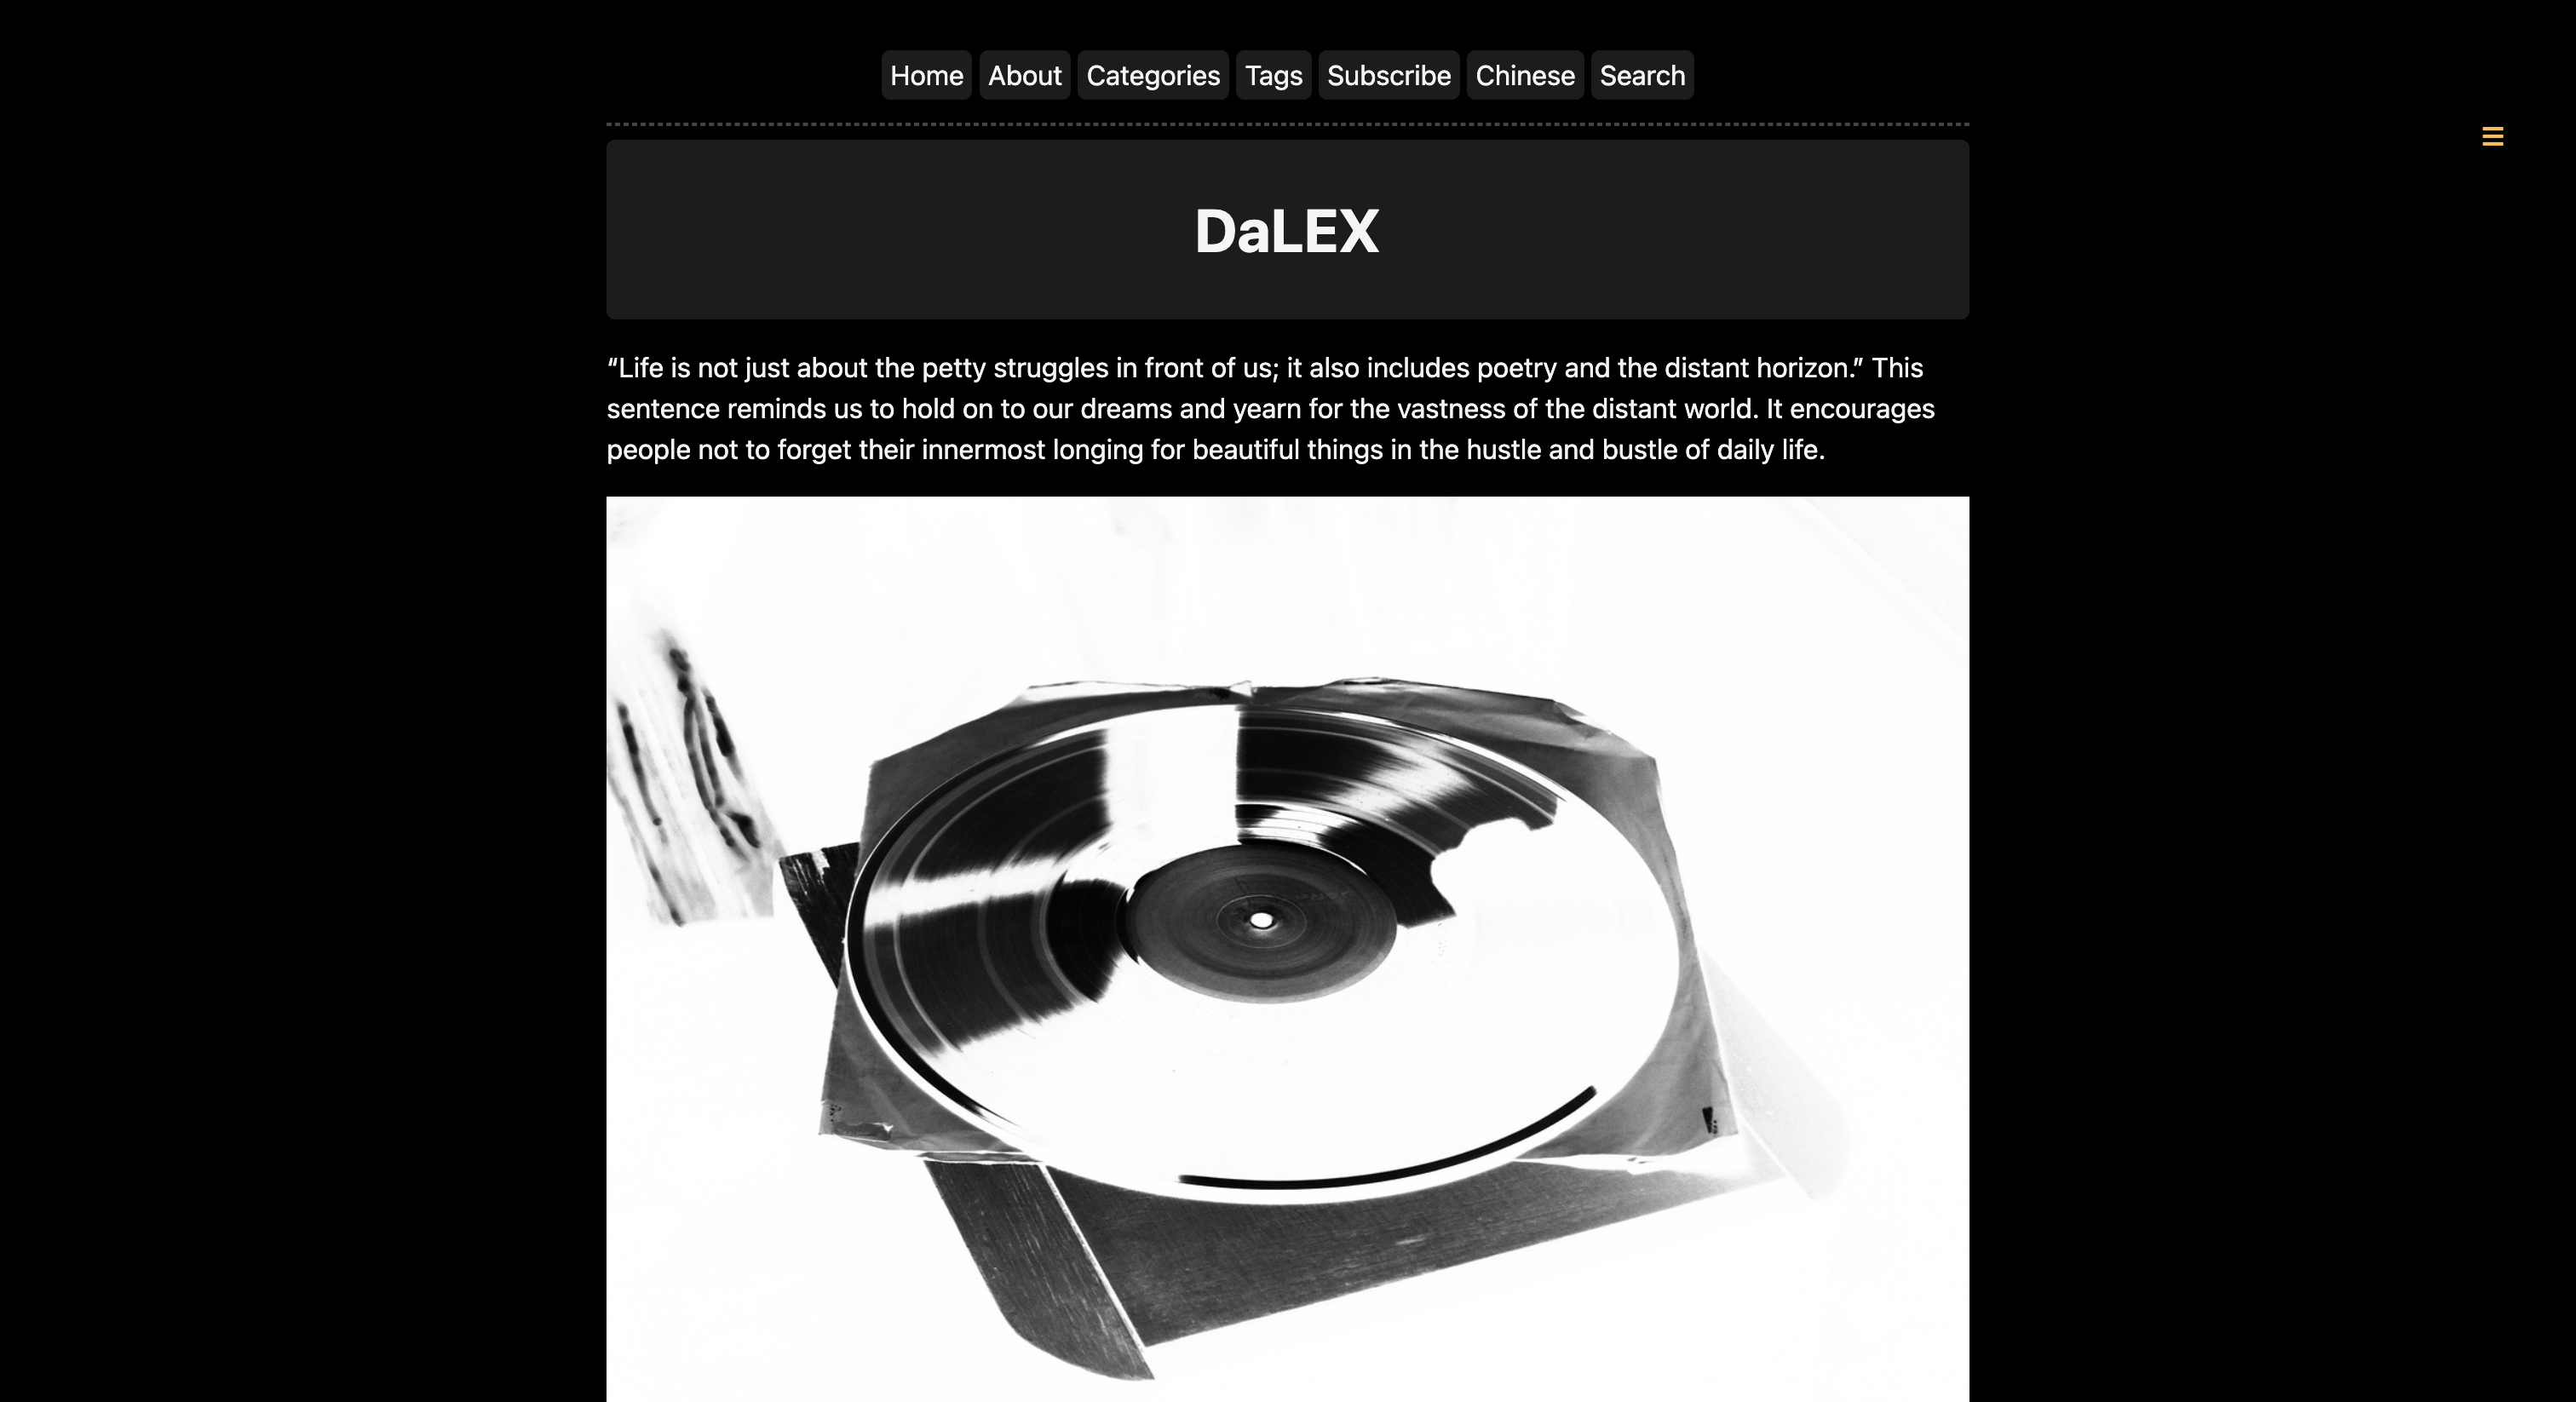 Home About Categories Tags Subscribe Chinese Search
DaLEX
“Life is not just about the petty struggles in front of us; it also includes poetry and the distant horizon.” This
sentence reminds us to hold on to our dreams and yearn for the vastness of the distant world. It encourages
people not to forget their innermost longing for beautiful things in the hustle and bustle of daily life.